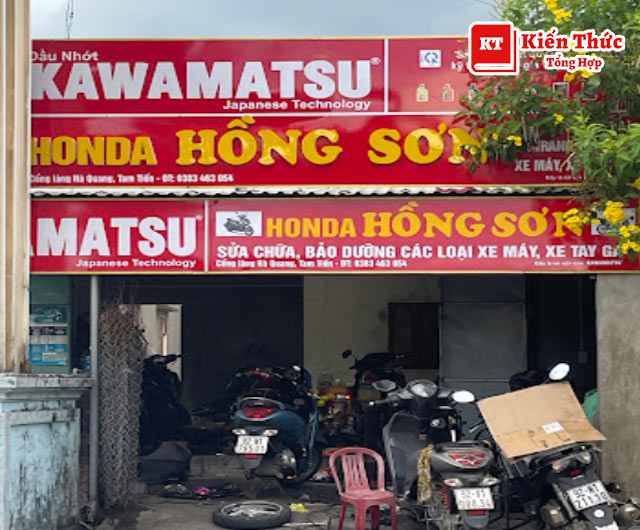 KT Kiến Thức
Tổng Hợp
Dầu Nhớt
KAWAMATSU®
Japanese Technology
HONDA HỒNG SƠN
XE MÁY, X
Cổng làng Hà Quang, Tam Tiến - ĐT: 0383 463 054
AMATSU®
Japanese Technology
HONDA HỒNG SƠN
SỬA CHỮA, BẢO DƯỠNG CÁC LOẠI XE MÁY, XE TAY GA
Cổng làng Hà Quang, Tam Tiến - ĐT: 0383 463 054